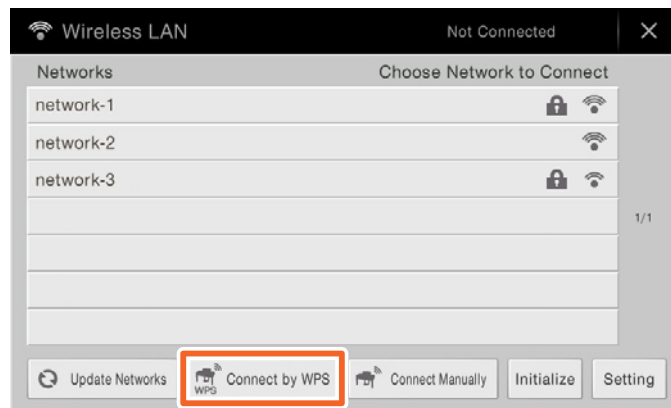 Wireless LAN Not Connected
Networks Choose Network to Connect
network-1
network-2
network-3
1/1
Update Networks WPS Connect by WPS Connect Manually Initialize Setting